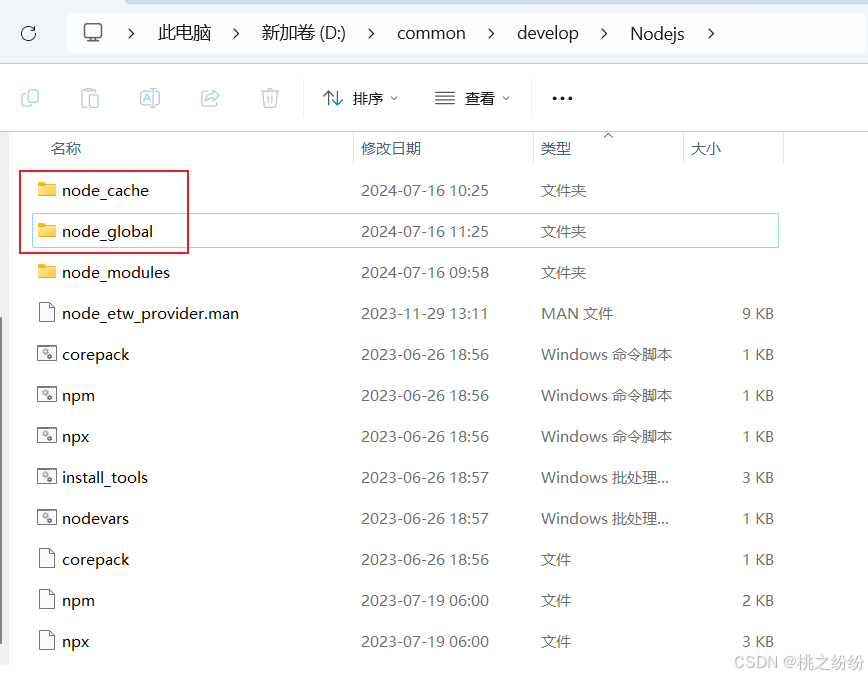 此电脑 新加卷 (D:) common develop Nodejs
排序 查看
名称 修改日期 类型 大小
node_cache 2024-07-16 10:25 文件夹
node_global 2024-07-16 11:25 文件夹
node_modules 2024-07-16 09:58 文件夹
node_etw_provider.man 2023-11-29 13:11 MAN 文件 9 KB
corepack 2023-06-26 18:56 Windows 命令脚本 1 KB
npm 2023-06-26 18:56 Windows 命令脚本 1 KB
npx 2023-06-26 18:56 Windows 命令脚本 1 KB
install_tools 2023-06-26 18:57 Windows 批处理... 3 KB
nodevars 2023-06-26 18:57 Windows 批处理... 1 KB
corepack 2023-06-26 18:56 文件 1 KB
npm 2023-07-19 06:00 文件 2 KB
npx 2023-07-19 06:00 文件 3 KB
CSDN @桃之纷纷